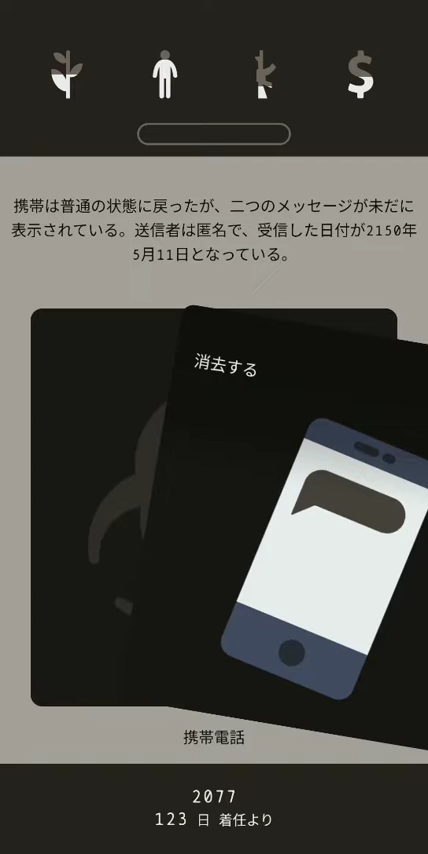 携帯は普通の状態に戻ったが、二つのメッセージが未だに
表示されている。送信者は匿名で、受信した日付が2150年
5月11日となっている。
消去する
携帯電話
2077
123 日 着任より